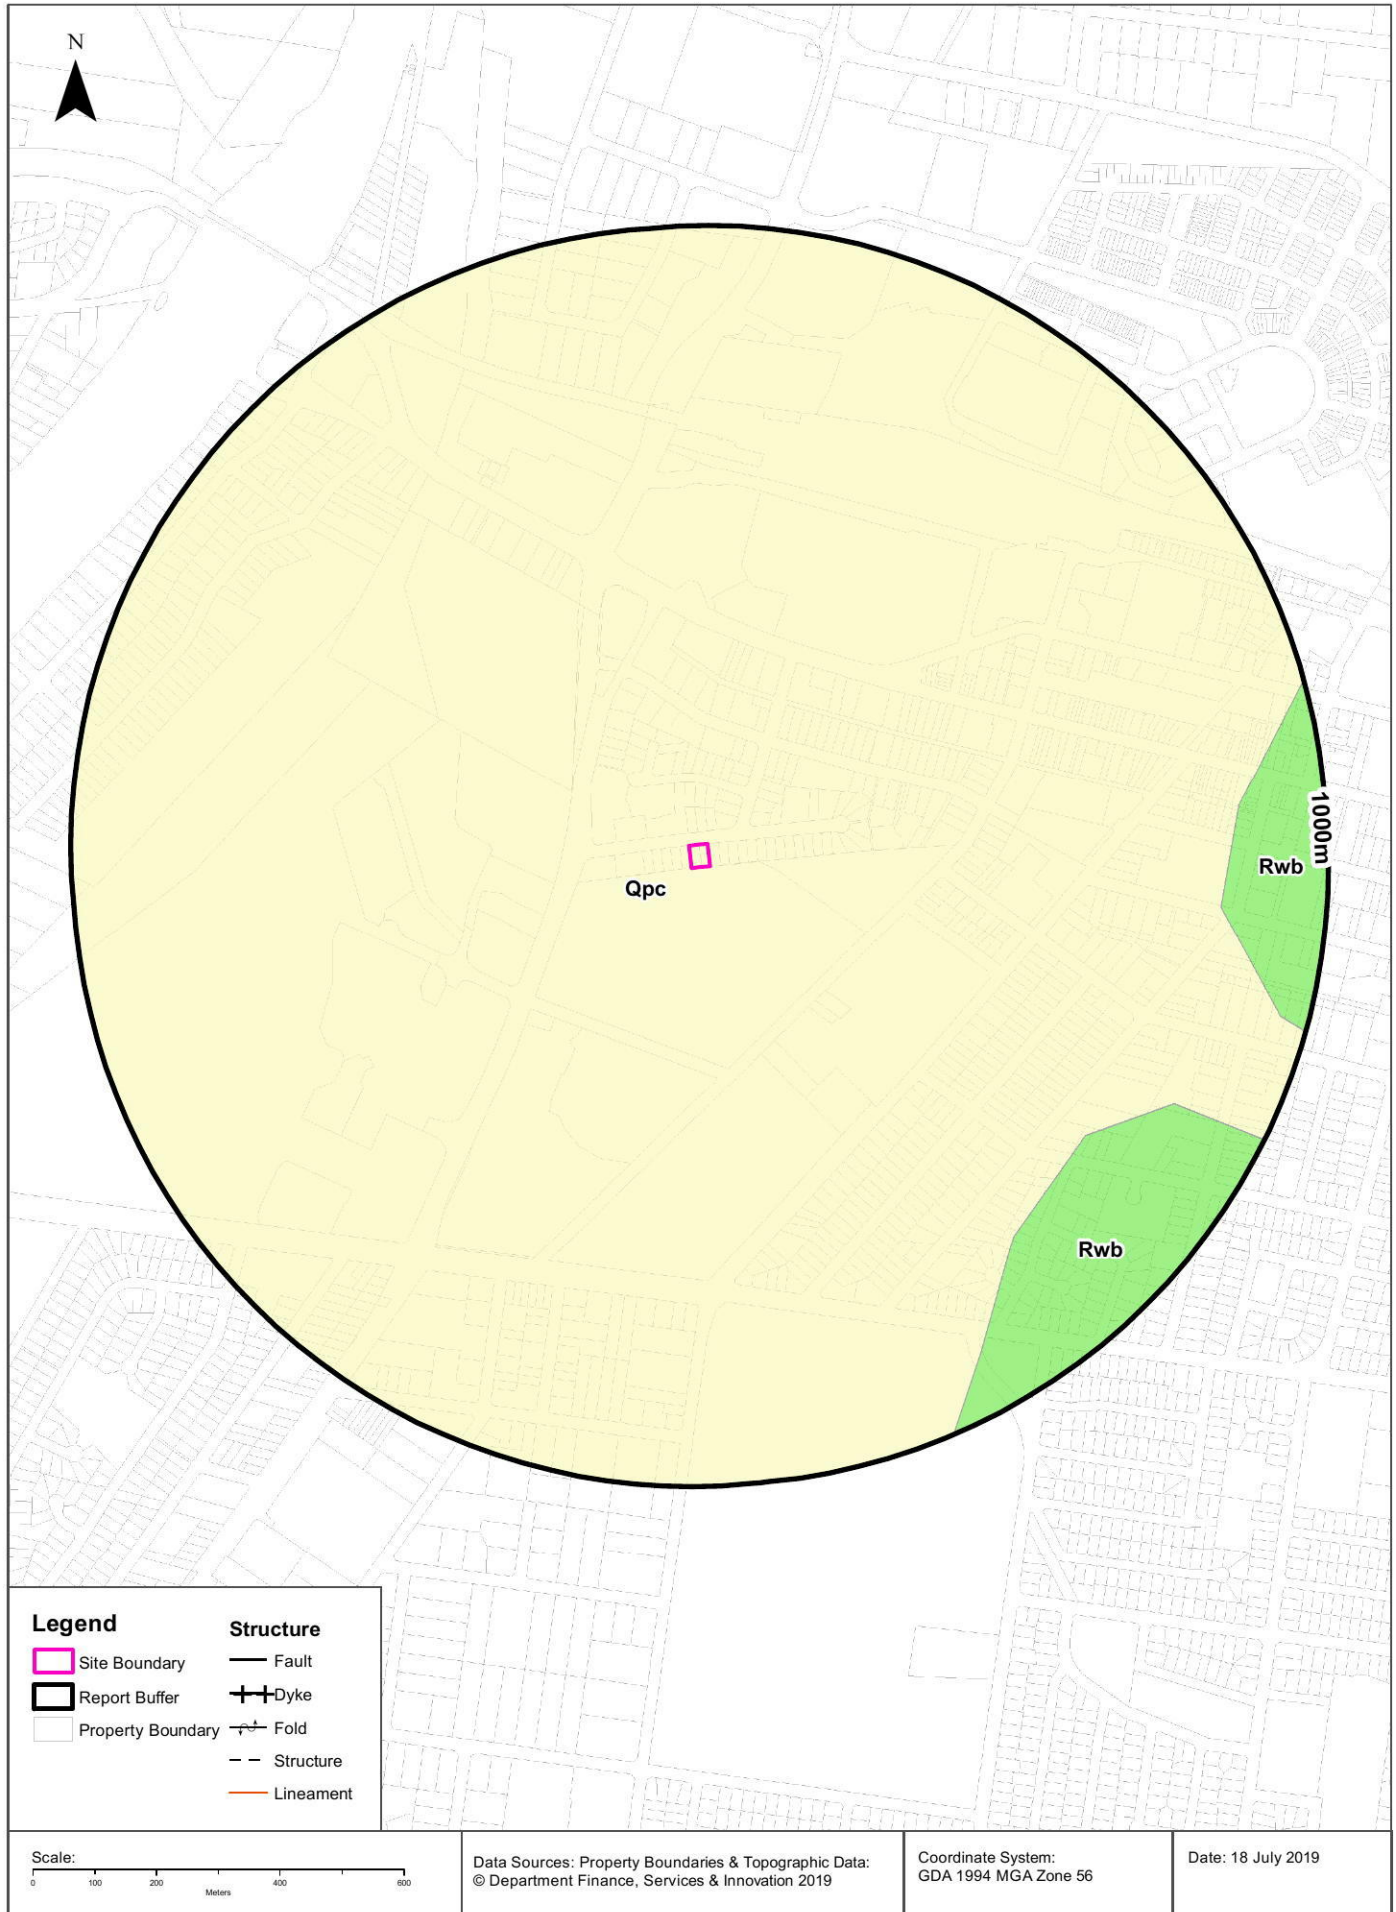 N
1000m
Rwb
Qpc
Rwb
Legend
Site Boundary
Report Buffer
Property Boundary
Structure
Fault
Dyke
Fold
Structure
Lineament
Scale:
0 100 200 400 600
Meters
Data Sources: Property Boundaries & Topographic Data:
© Department Finance, Services & Innovation 2019
Coordinate System:
GDA 1994 MGA Zone 56
Date: 18 July 2019